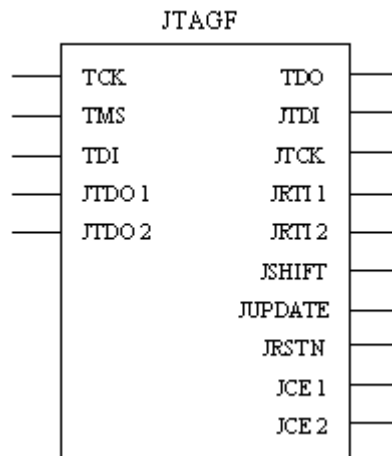 JTAGF
TCK
TMS
TDI
JTDO 1
JTDO 2
TDO
JTDI
JTCK
JRTI 1
JRTI 2
JSHIFT
JUPDATE
JRSTN
JCE 1
JCE 2